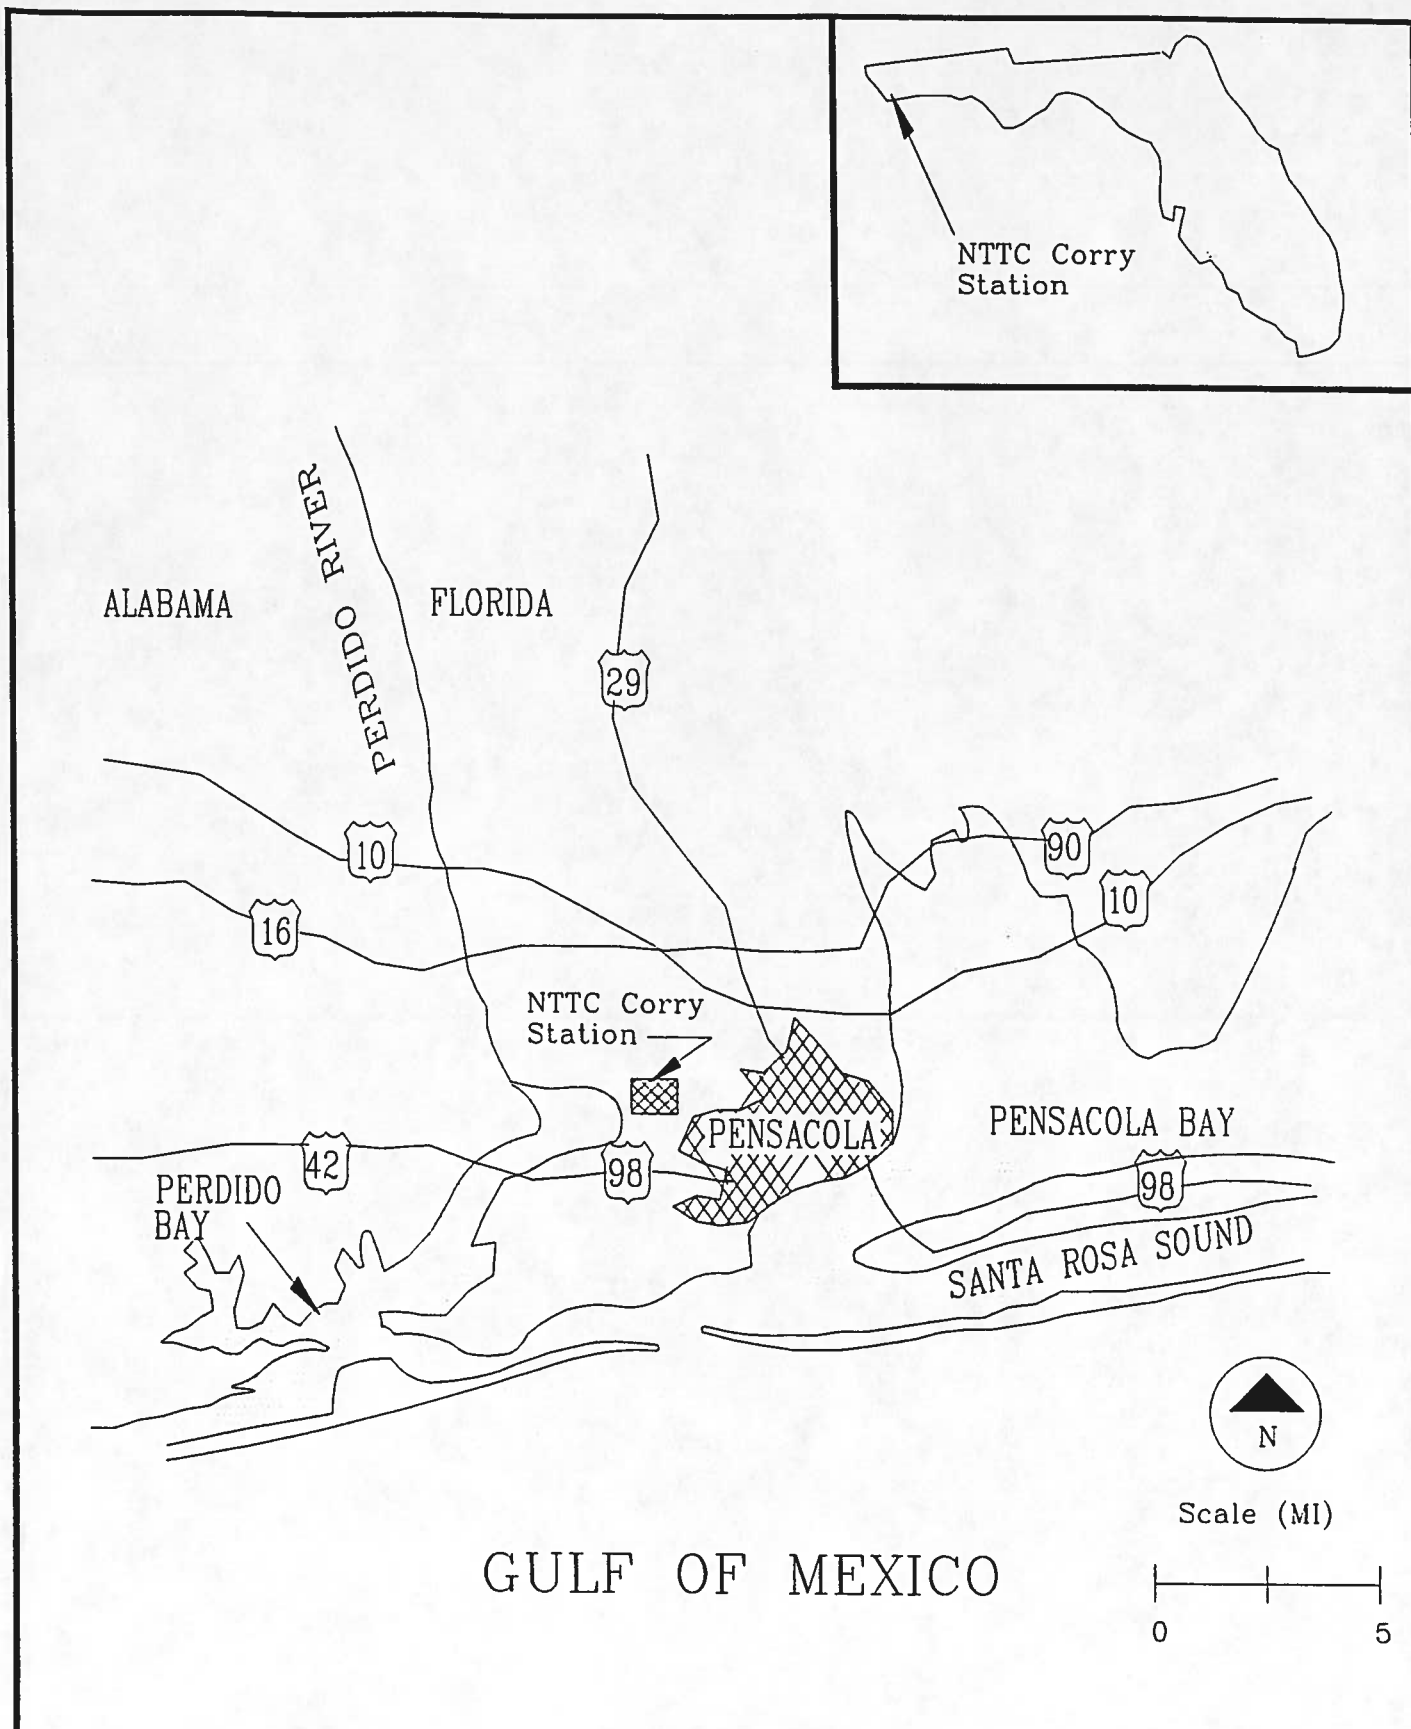 NTTC Corry
Station
PERDIDO RIVER
ALABAMA
FLORIDA
29
10
90
10
16
NTTC Corry
Station
PENSACOLA
PENSACOLA BAY
42
98
98
PERDIDO
BAY
SANTA ROSA SOUND
N
Scale (MI)
GULF OF MEXICO
0 5